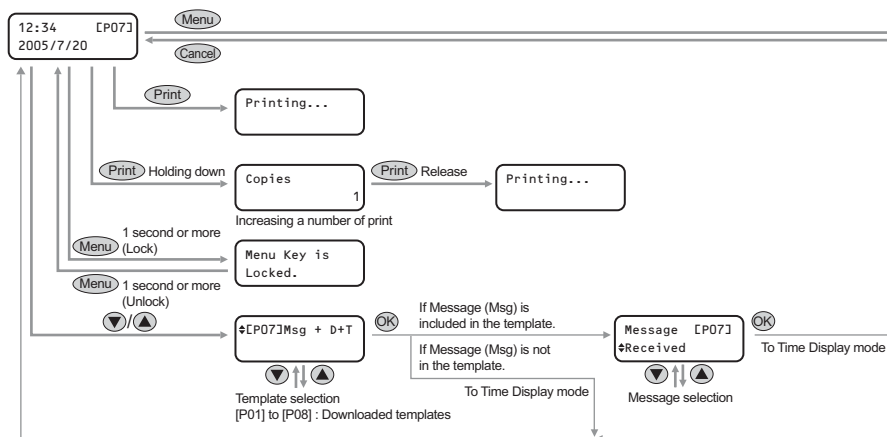 Menu
12:34 [P07]
2005/7/20
Cancel
Print
Printing...
Print Holding down
Copies
1
Print Release
Printing...
Increasing a number of print
Menu 1 second or more
(Lock)
Menu Key is
Locked.
Menu 1 second or more
(Unlock)
▼/▲
[P07]Msg + D+T
OK
If Message (Msg) is
included in the template.
If Message (Msg) is not
in the template.
Message [P07]
Received
OK
To Time Display mode
▼ ▲
Template selection
[P01] to [P08] : Downloaded templates
To Time Display mode
▼ ▲
Message selection